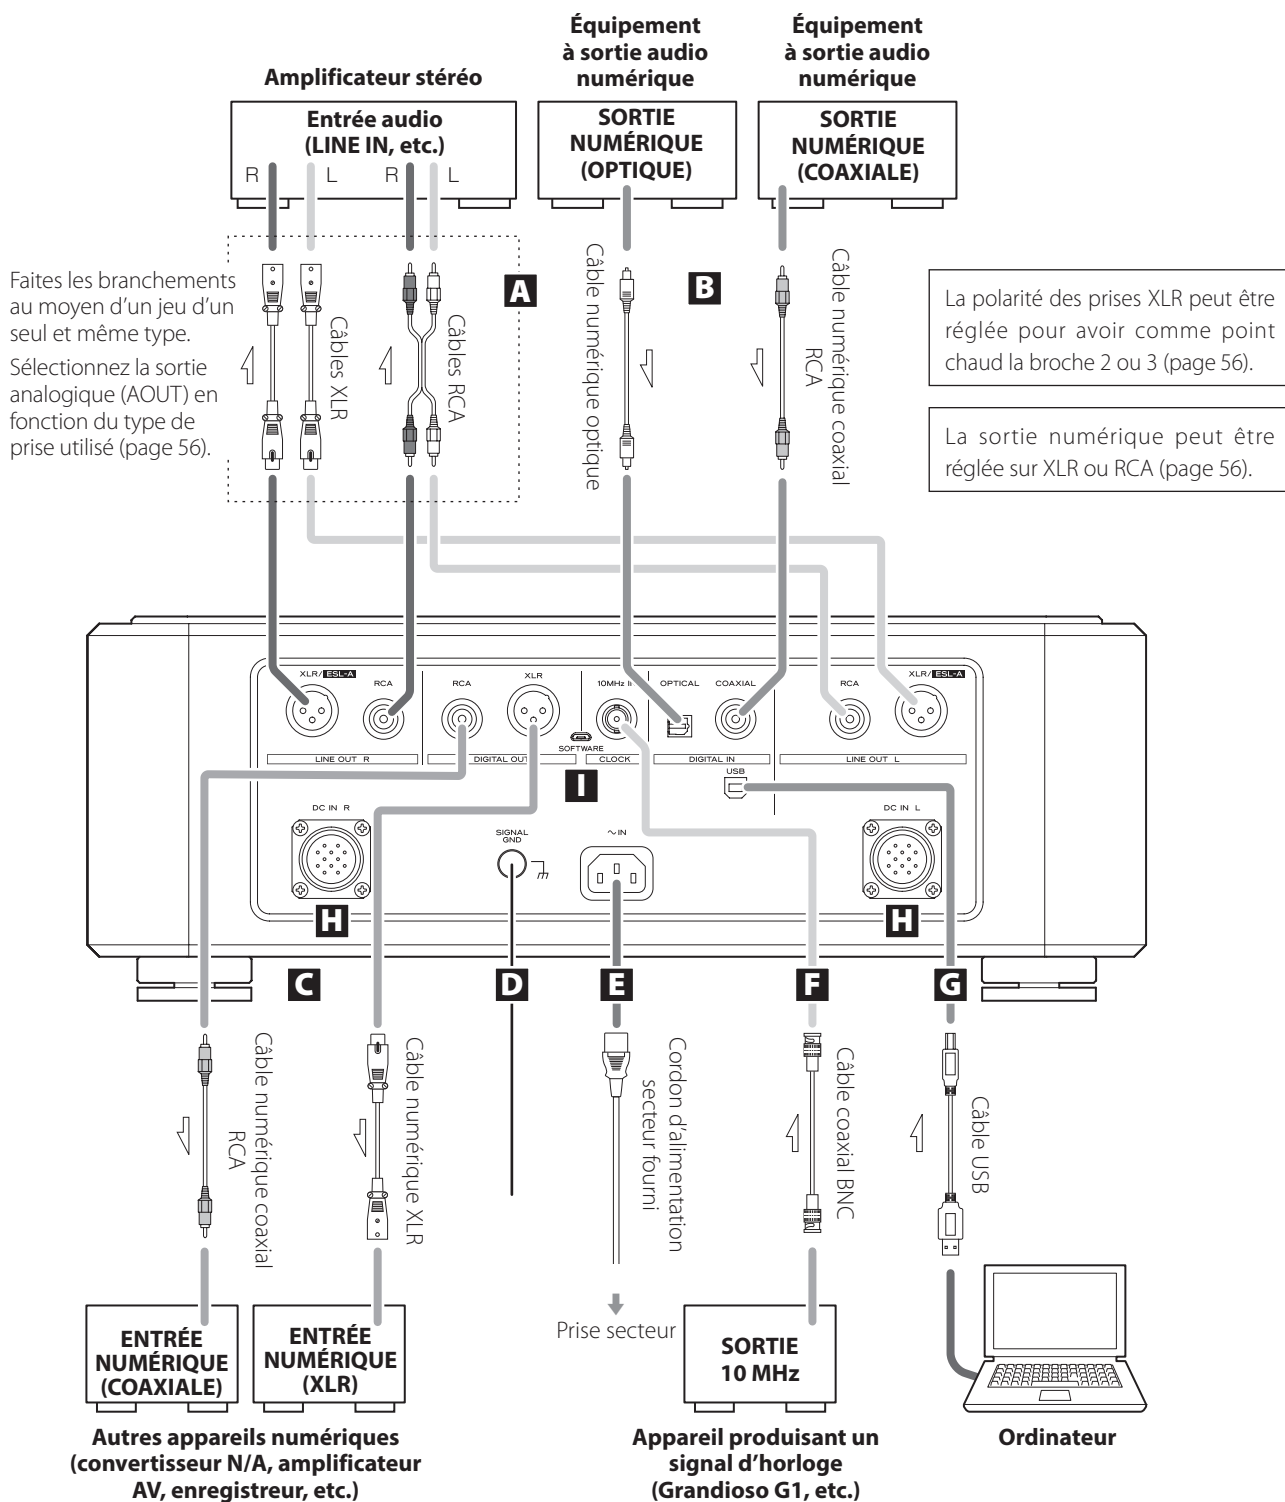 Équipement
à sortie audio
numérique
Équipement
à sortie audio
numérique
Amplificateur stéréo
Entrée audio
(LINE IN, etc.)
R L R L
SORTIE
NUMÉRIQUE
(OPTIQUE)
SORTIE
NUMÉRIQUE
(COAXIALE)
Faites les branchements
au moyen d’un jeu d’un
seul et même type.
Sélectionnez la sortie
analogique (AOUT) en
fonction du type de
prise utilisé (page 56).
A
B
Câbles XLR
Câbles RCA
Câble numérique optique
Câble numérique coaxial
RCA
La polarité des prises XLR peut être
réglée pour avoir comme point
chaud la broche 2 ou 3 (page 56).
La sortie numérique peut être
réglée sur XLR ou RCA (page 56).
XLR/ESL-A
RCA
RCA
XLR
10MHz
OPTICAL
COAXIAL
RCA
XLR/ESL-A
SOFTWARE
LINE OUT R
DIGITAL OUT
CLOCK
DIGITAL IN
LINE OUT L
I
USB
DC IN R
SIGNAL
GND
~ IN
DC IN L
H
H
C
D
E
F
G
Câble numérique coaxial
RCA
Câble numérique XLR
Cordon d’alimentation
secteur fourni
Câble coaxial BNC
Câble USB
Prise secteur
ENTRÉE
NUMÉRIQUE
(COAXIALE)
ENTRÉE
NUMÉRIQUE
(XLR)
SORTIE
10 MHz
Autres appareils numériques
(convertisseur N/A, amplificateur
AV, enregistreur, etc.)
Appareil produisant un
signal d’horloge
(Grandioso G1, etc.)
Ordinateur